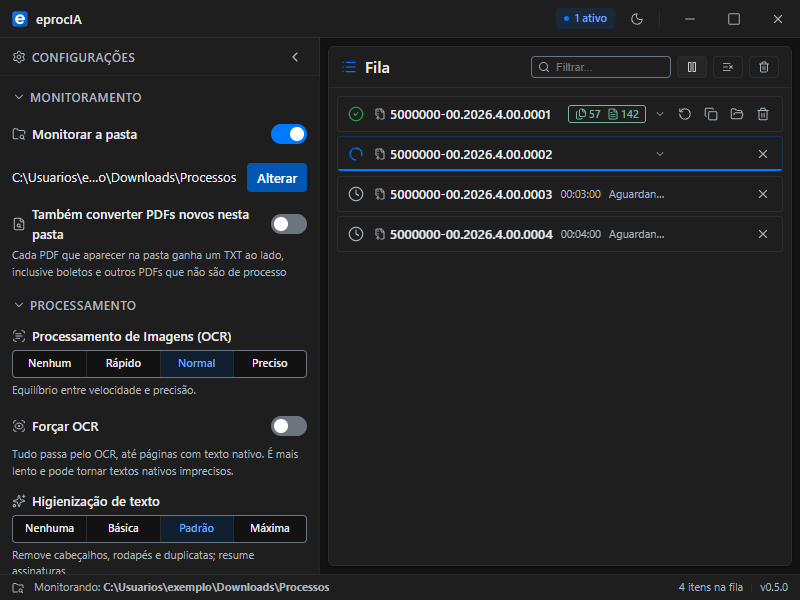 eprocIA
1 ativo
CONFIGURAÇÕES
MONITORAMENTO
Monitorar a pasta
C:\Usuarios\e...o\Downloads\Processos
Alterar
Também converter PDFs novos nesta
pasta
Cada PDF que aparecer na pasta ganha um TXT ao lado,
inclusive boletos e outros PDFs que não são de processo
PROCESSAMENTO
Processamento de Imagens (OCR)
Nenhum Rápido Normal Preciso
Equilíbrio entre velocidade e precisão.
Forçar OCR
Tudo passa pelo OCR, até páginas com texto nativo. É mais
lento e pode tornar textos nativos imprecisos.
Higienização de texto
Nenhuma Básica Padrão Máxima
Remove cabeçalhos, rodapés e duplicatas; resume
assinaturas
Fila
Filtrar...
5000000-00.2026.4.00.0001 57 142
5000000-00.2026.4.00.0002
5000000-00.2026.4.00.0003 00:03:00 Aguardan...
5000000-00.2026.4.00.0004 00:04:00 Aguardan...
Monitorando: C:\Usuarios\exemplo\Downloads\Processos
4 itens na fila
v0.5.0